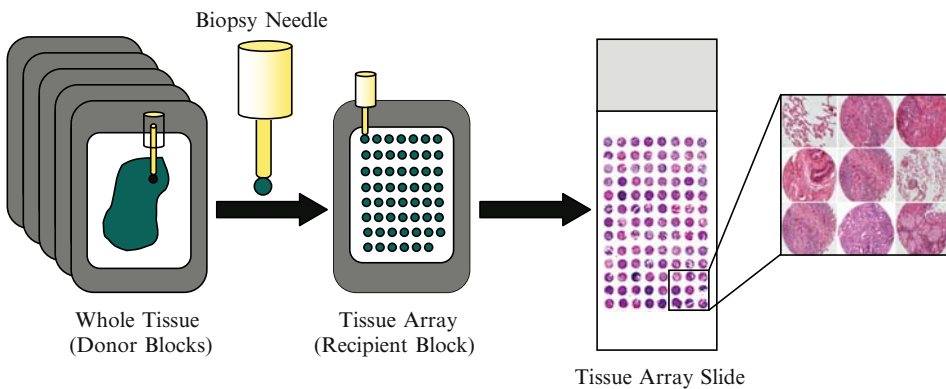 Biopsy Needle
Whole Tissue
(Donor Blocks)
Tissue Array
(Recipient Block)
Tissue Array Slide